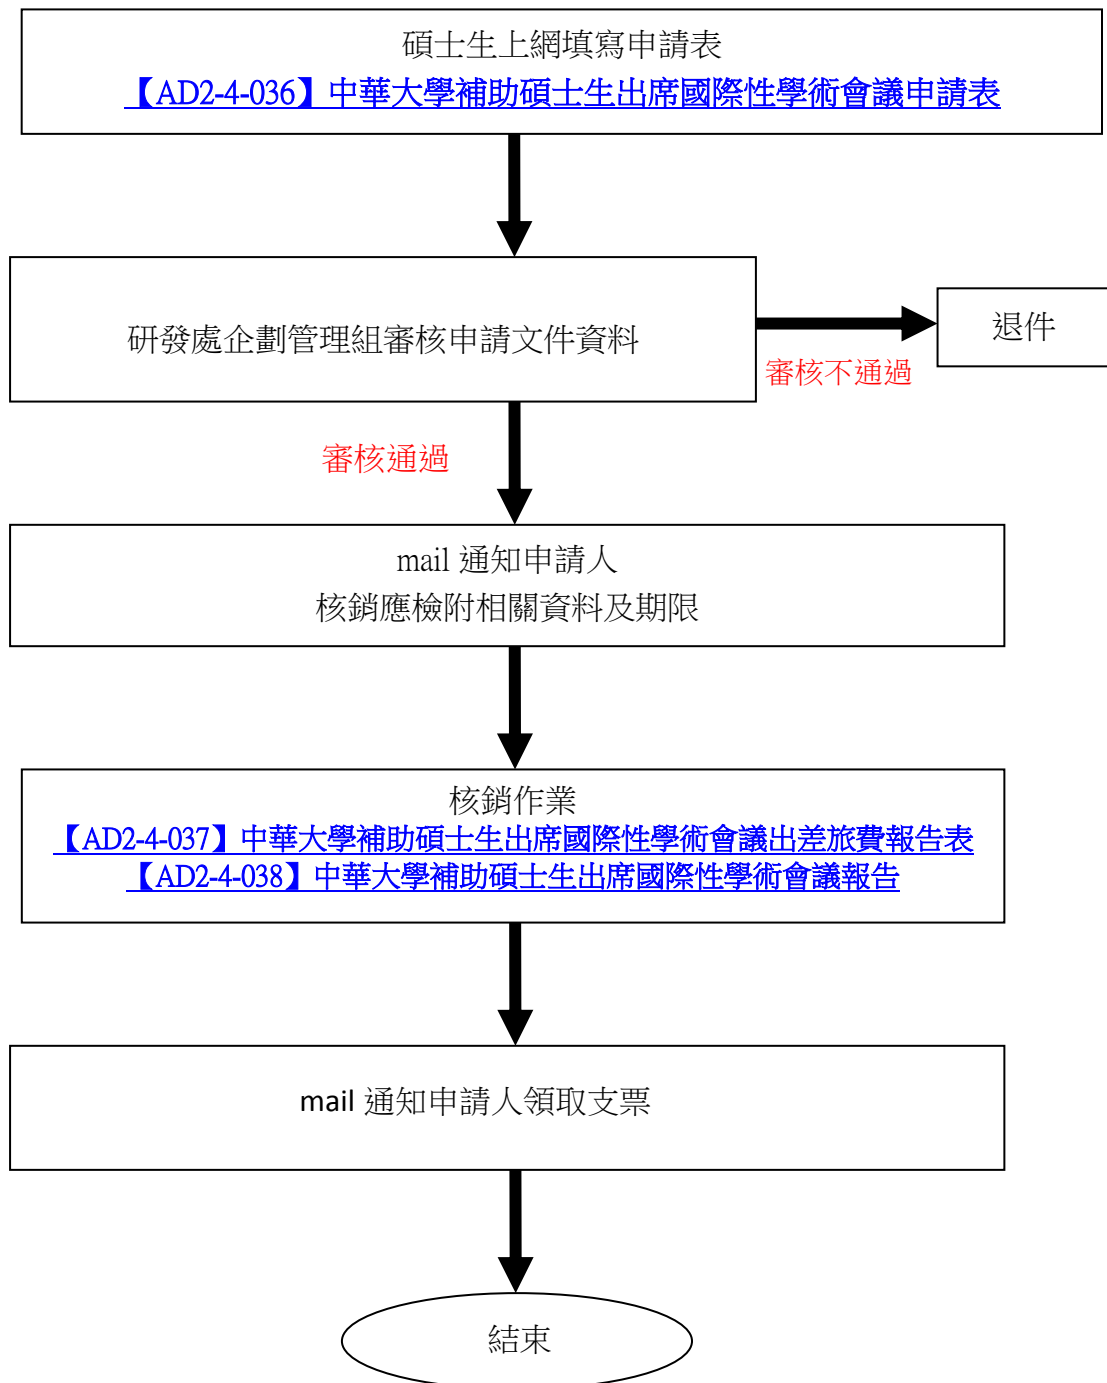 碩士生上網填寫申請表
【AD2-4-036】中華大學補助碩士生出席國際性學術會議申請表
研發處企劃管理組審核申請文件資料
退件
審核不通過
審核通過
mail 通知申請人
核銷應檢附相關資料及期限
核銷作業
【AD2-4-037】中華大學補助碩士生出席國際性學術會議出差旅費報告表
【AD2-4-038】中華大學補助碩士生出席國際性學術會議報告
mail 通知申請人領取支票
結束